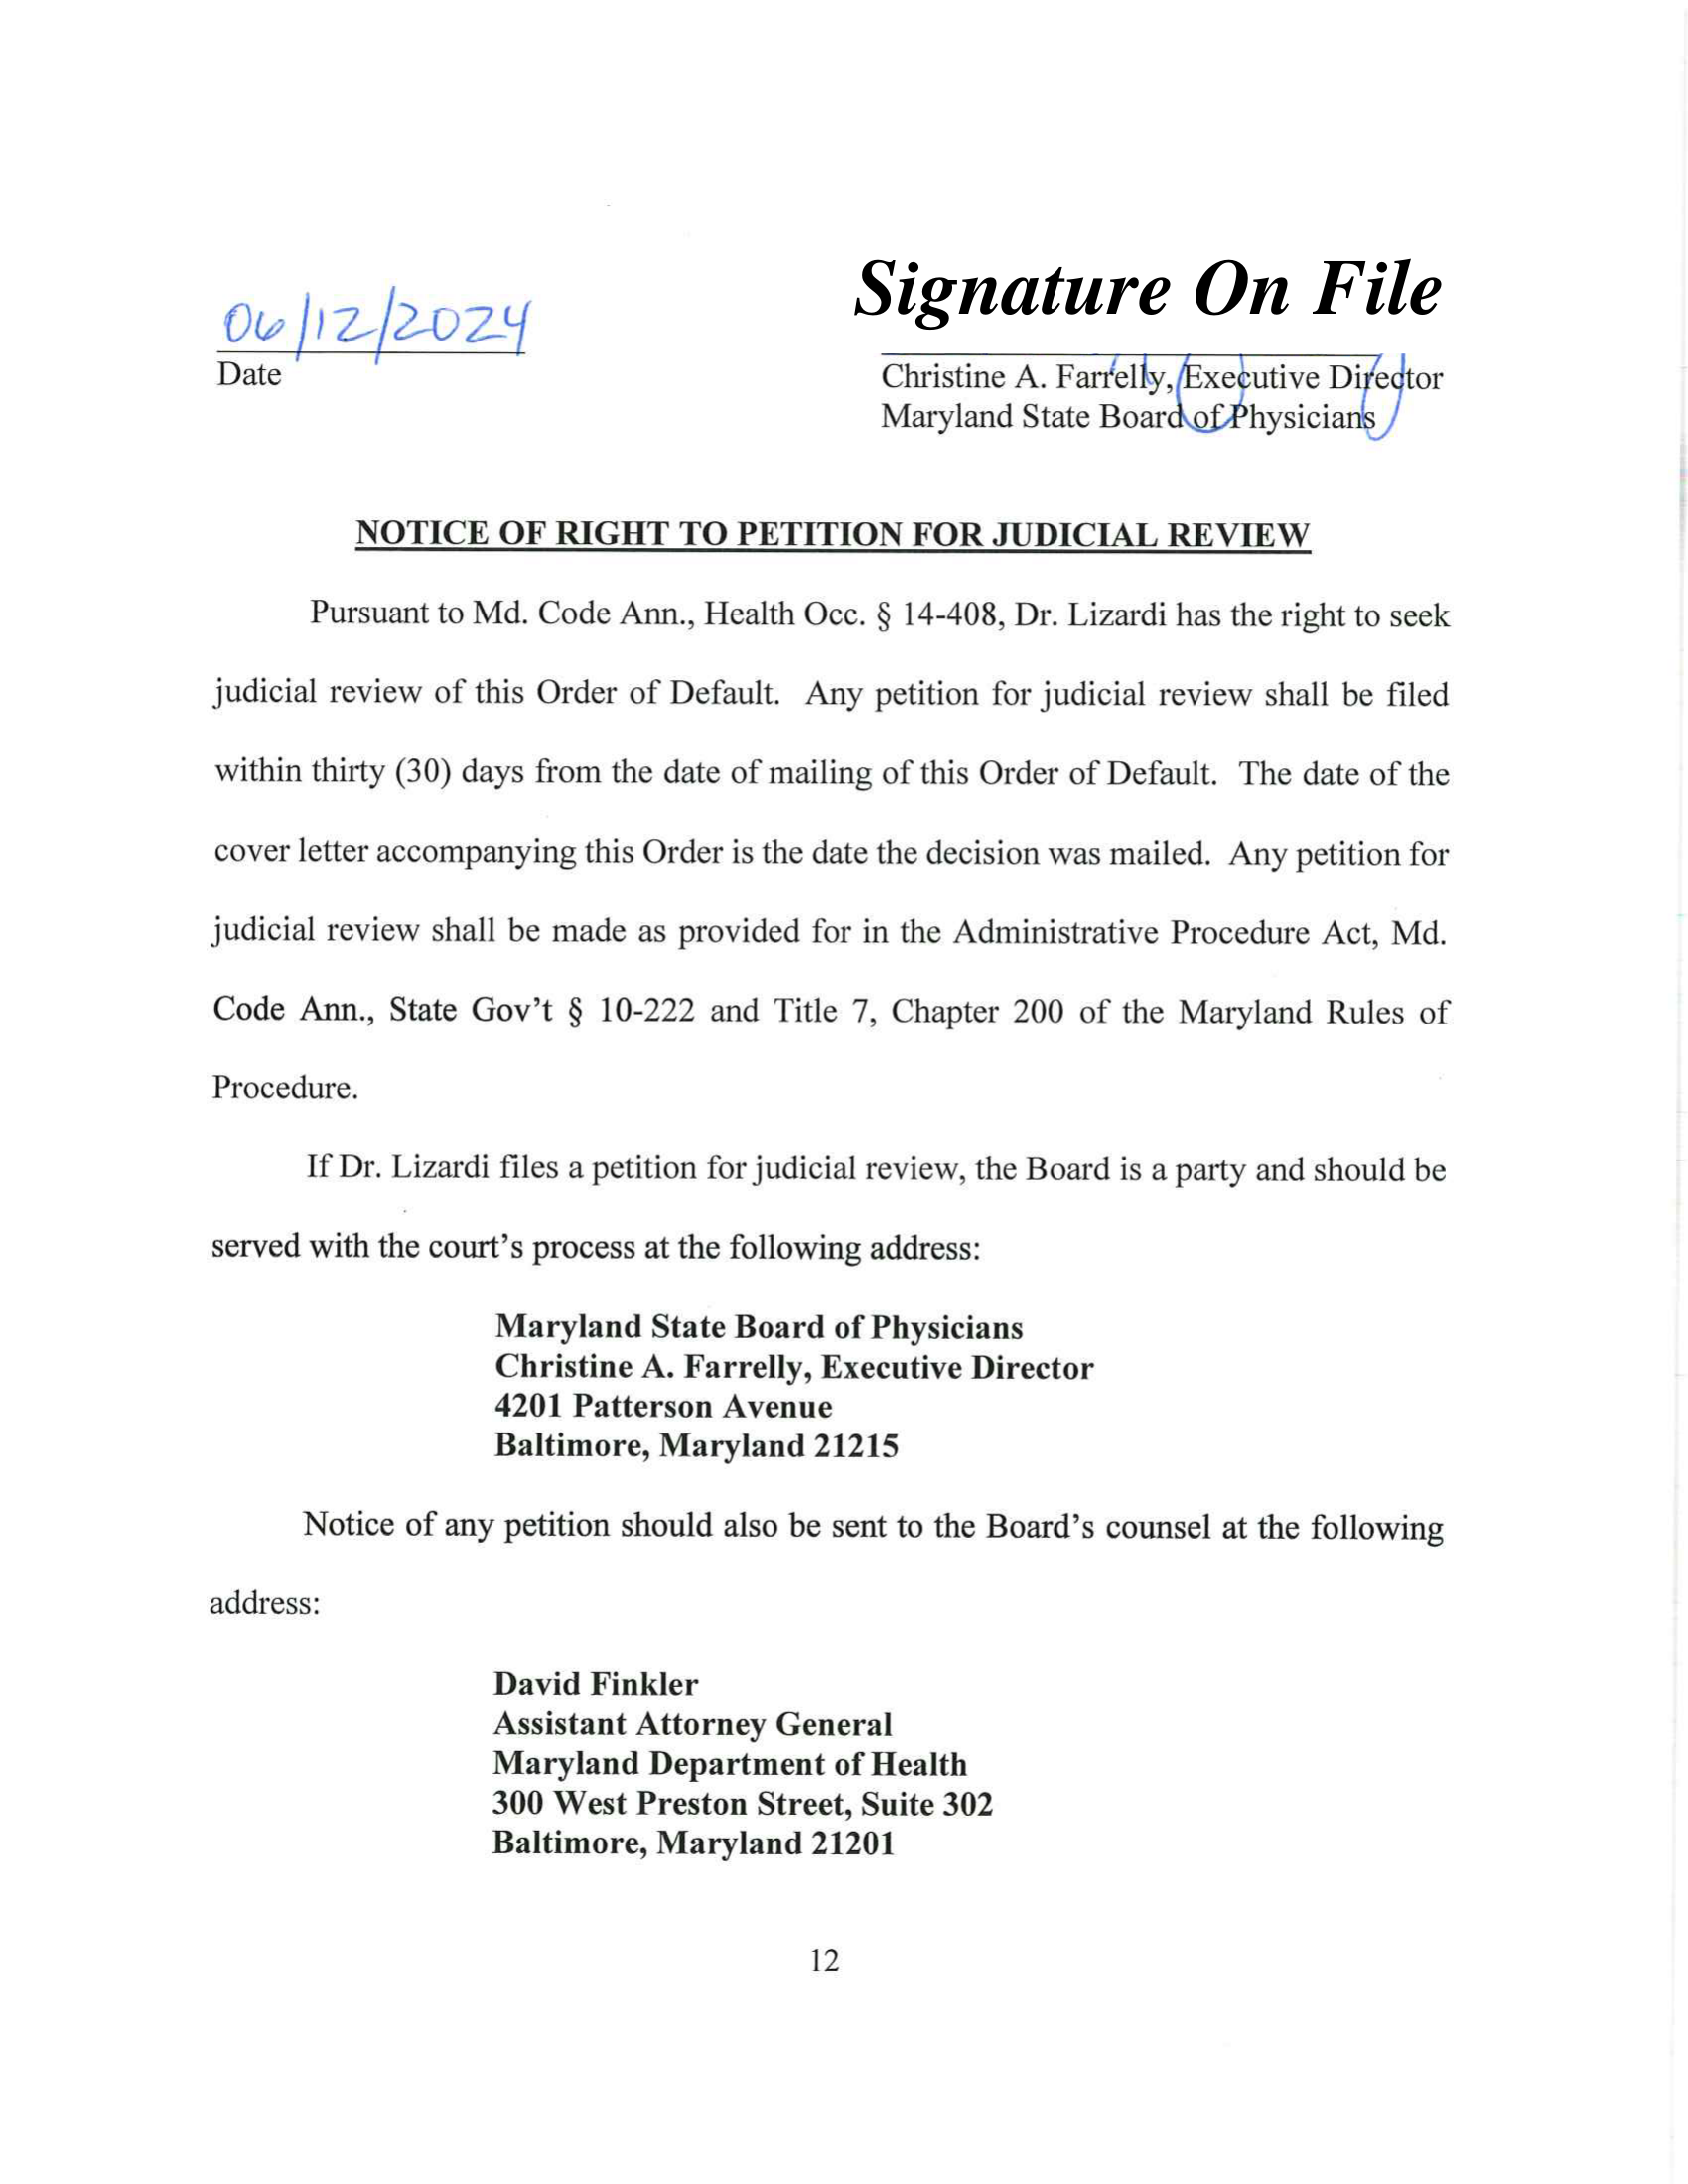 06/12/2024
Signature On File
Date
Christine A. Farrelly, Executive Director
Maryland State Board of Physicians
NOTICE OF RIGHT TO PETITION FOR JUDICIAL REVIEW
Pursuant to Md. Code Ann., Health Occ. § 14-408, Dr. Lizardi has the right to seek
judicial review of this Order of Default. Any petition for judicial review shall be filed
within thirty (30) days from the date of mailing of this Order of Default. The date of the
cover letter accompanying this Order is the date the decision was mailed. Any petition for
judicial review shall be made as provided for in the Administrative Procedure Act, Md.
Code Ann., State Gov't § 10-222 and Title 7, Chapter 200 of the Maryland Rules of
Procedure.
If Dr. Lizardi files a petition for judicial review, the Board is a party and should be
served with the court's process at the following address:
Maryland State Board of Physicians
Christine A. Farrelly, Executive Director
4201 Patterson Avenue
Baltimore, Maryland 21215
Notice of any petition should also be sent to the Board's counsel at the following
address:
David Finkler
Assistant Attorney General
Maryland Department of Health
300 West Preston Street, Suite 302
Baltimore, Maryland 21201
12